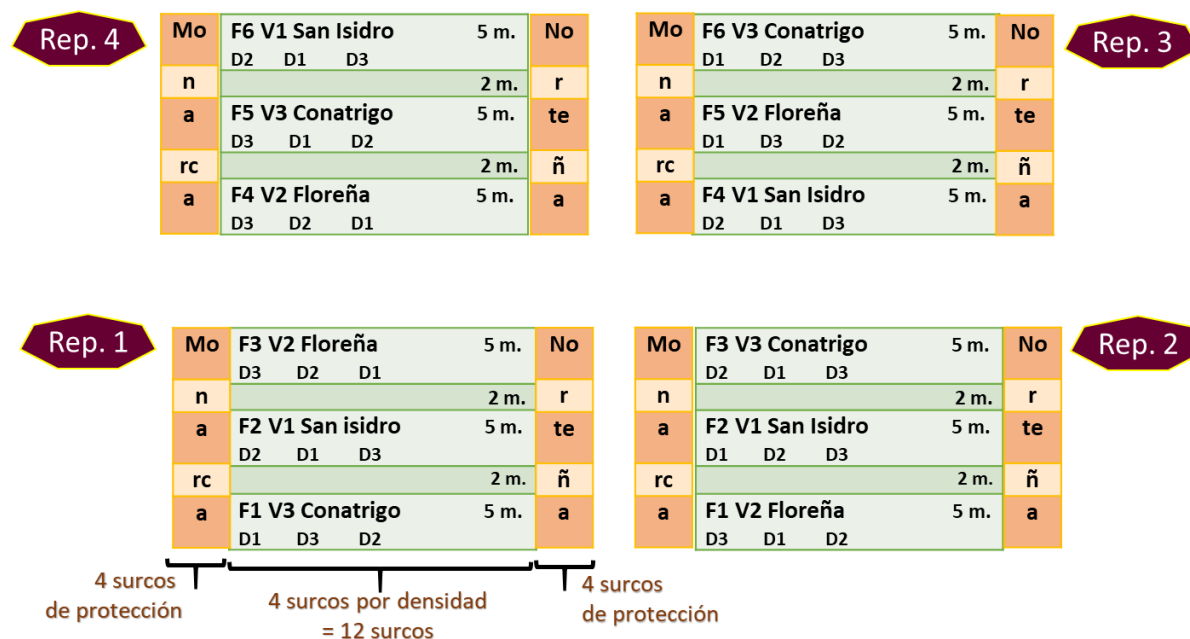 Rep. 4
Mo
F6 V1 San Isidro 5 m.
D2 D1 D3
No
n
2 m.
r
a
F5 V3 Conatrigo 5 m.
D3 D1 D2
te
rc
2 m.
ñ
a
F4 V2 Floreña 5 m.
D3 D2 D1
a
Mo
F6 V3 Conatrigo 5 m.
D1 D2 D3
No
Rep. 3
n
2 m.
r
a
F5 V2 Floreña 5 m.
D1 D3 D2
te
rc
2 m.
ñ
a
F4 V1 San Isidro 5 m.
D2 D1 D3
a
Rep. 1
Mo
F3 V2 Floreña 5 m.
D3 D2 D1
No
n
2 m.
r
a
F2 V1 San isidro 5 m.
D2 D1 D3
te
rc
2 m.
ñ
a
F1 V3 Conatrigo 5 m.
D1 D3 D2
a
Mo
F3 V3 Conatrigo 5 m.
D2 D1 D3
No
Rep. 2
n
2 m.
r
a
F2 V1 San Isidro 5 m.
D1 D2 D3
te
rc
2 m.
ñ
a
F1 V2 Floreña 5 m.
D3 D1 D2
a
4 surcos
de protección
4 surcos por densidad
= 12 surcos
4 surcos
de protección